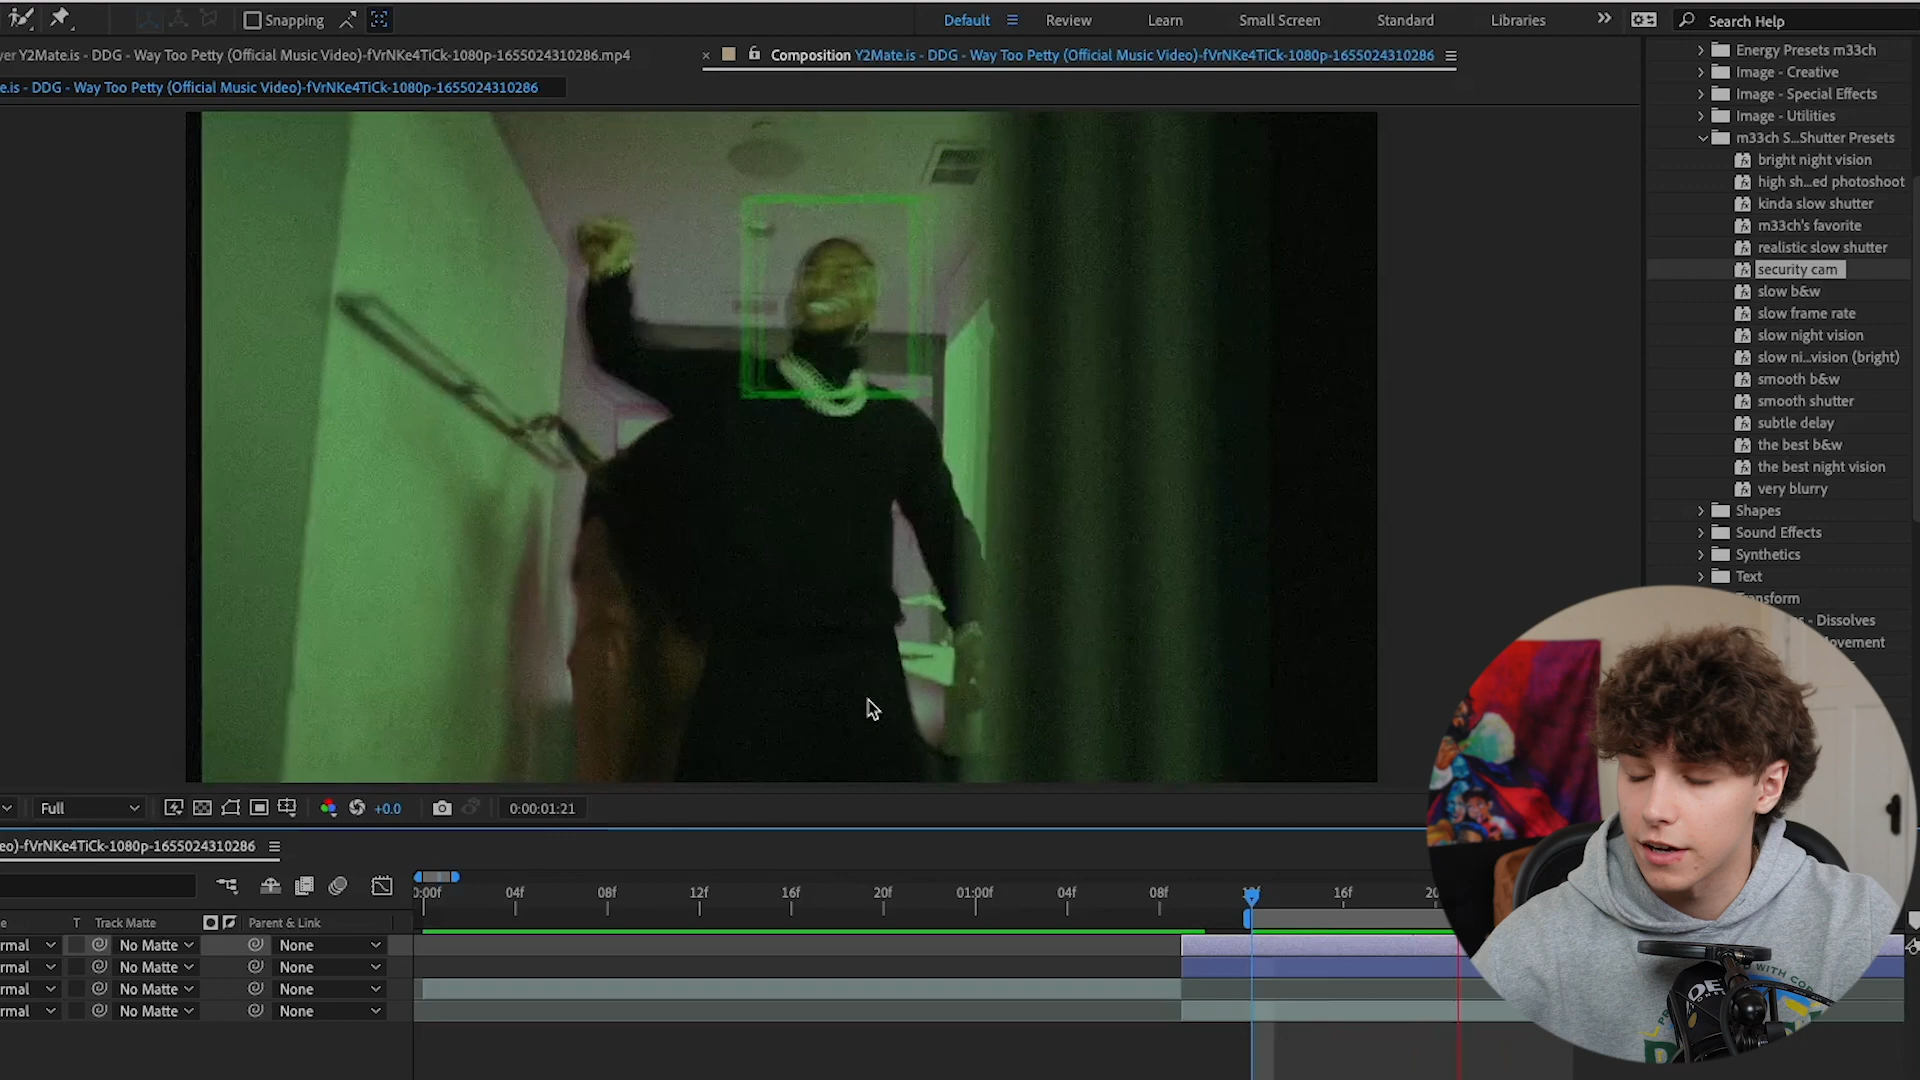 Snapping
Default
Review
Learn
Small Screen
Standard
Libraries
Search Help
yer Y2Mate.is - DDG - Way Too Petty (Official Music Video)-fVrNKe4TiCk-1080p-1655024310286.mp4
Composition Y2Mate.is - DDG - Way Too Petty (Official Music Video)-fVrNKe4TiCk-1080p-1655024310286
e.is - DDG - Way Too Petty (Official Music Video)-fVrNKe4TiCk-1080p-1655024310286
Energy Presets m33ch
Image - Creative
Image - Special Effects
Image - Utilities
m33ch S...Shutter Presets
bright night vision
high sh...ed photoshoot
kinda slow shutter
m33ch's favorite
realistic slow shutter
security cam
slow b&w
slow frame rate
slow night vision
slow ni...vision (bright)
smooth b&w
smooth shutter
subtle delay
the best b&w
the best night vision
very blurry
Shapes
Sound Effects
Synthetics
Text
ransform
- Dissolves
ovement
Full
+0.0
0:00:01:21
eo)-fVrNKe4TiCk-1080p-1655024310286
0:00f 04f 08f 12f 16f 20f 01:00f 04f 08f 16f 20
T Track Matte Parent & Link
rmal No Matte None
rmal No Matte None
rmal No Matte None
rmal No Matte None
WITH